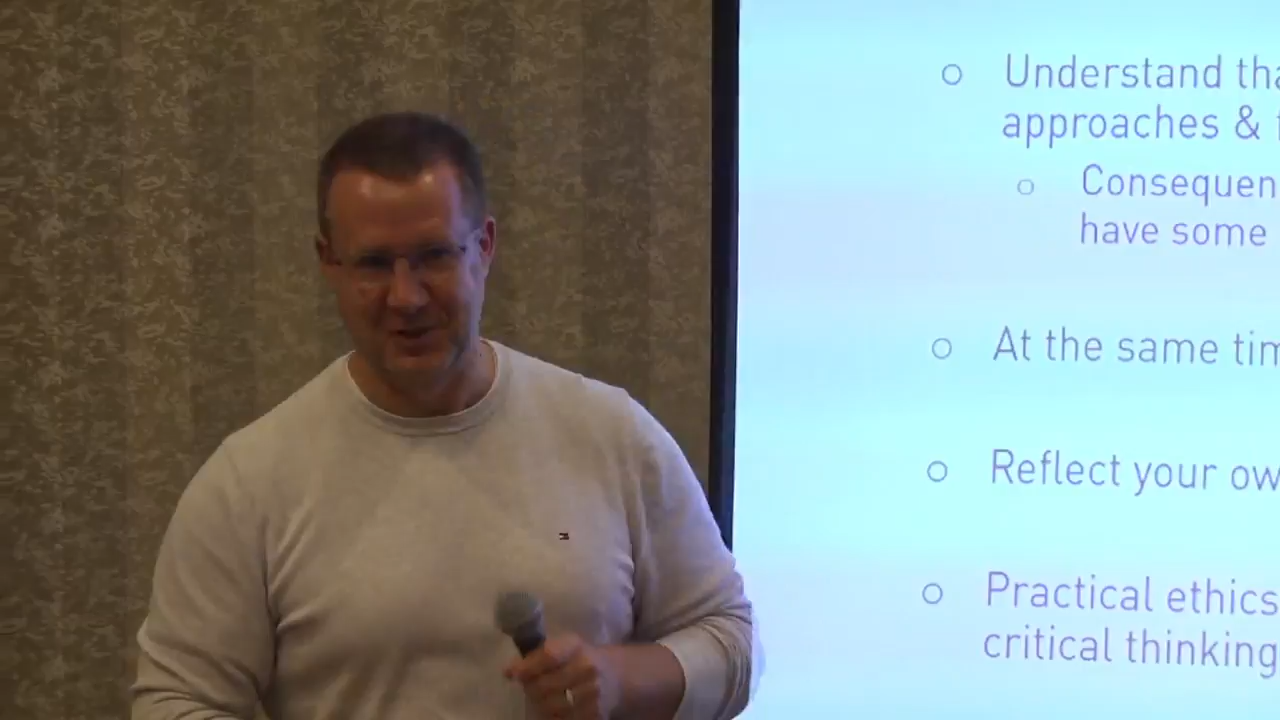 Understand tha
approaches &
Consequen
have some
At the same tim
Reflect your ow
Practical ethics
critical thinking